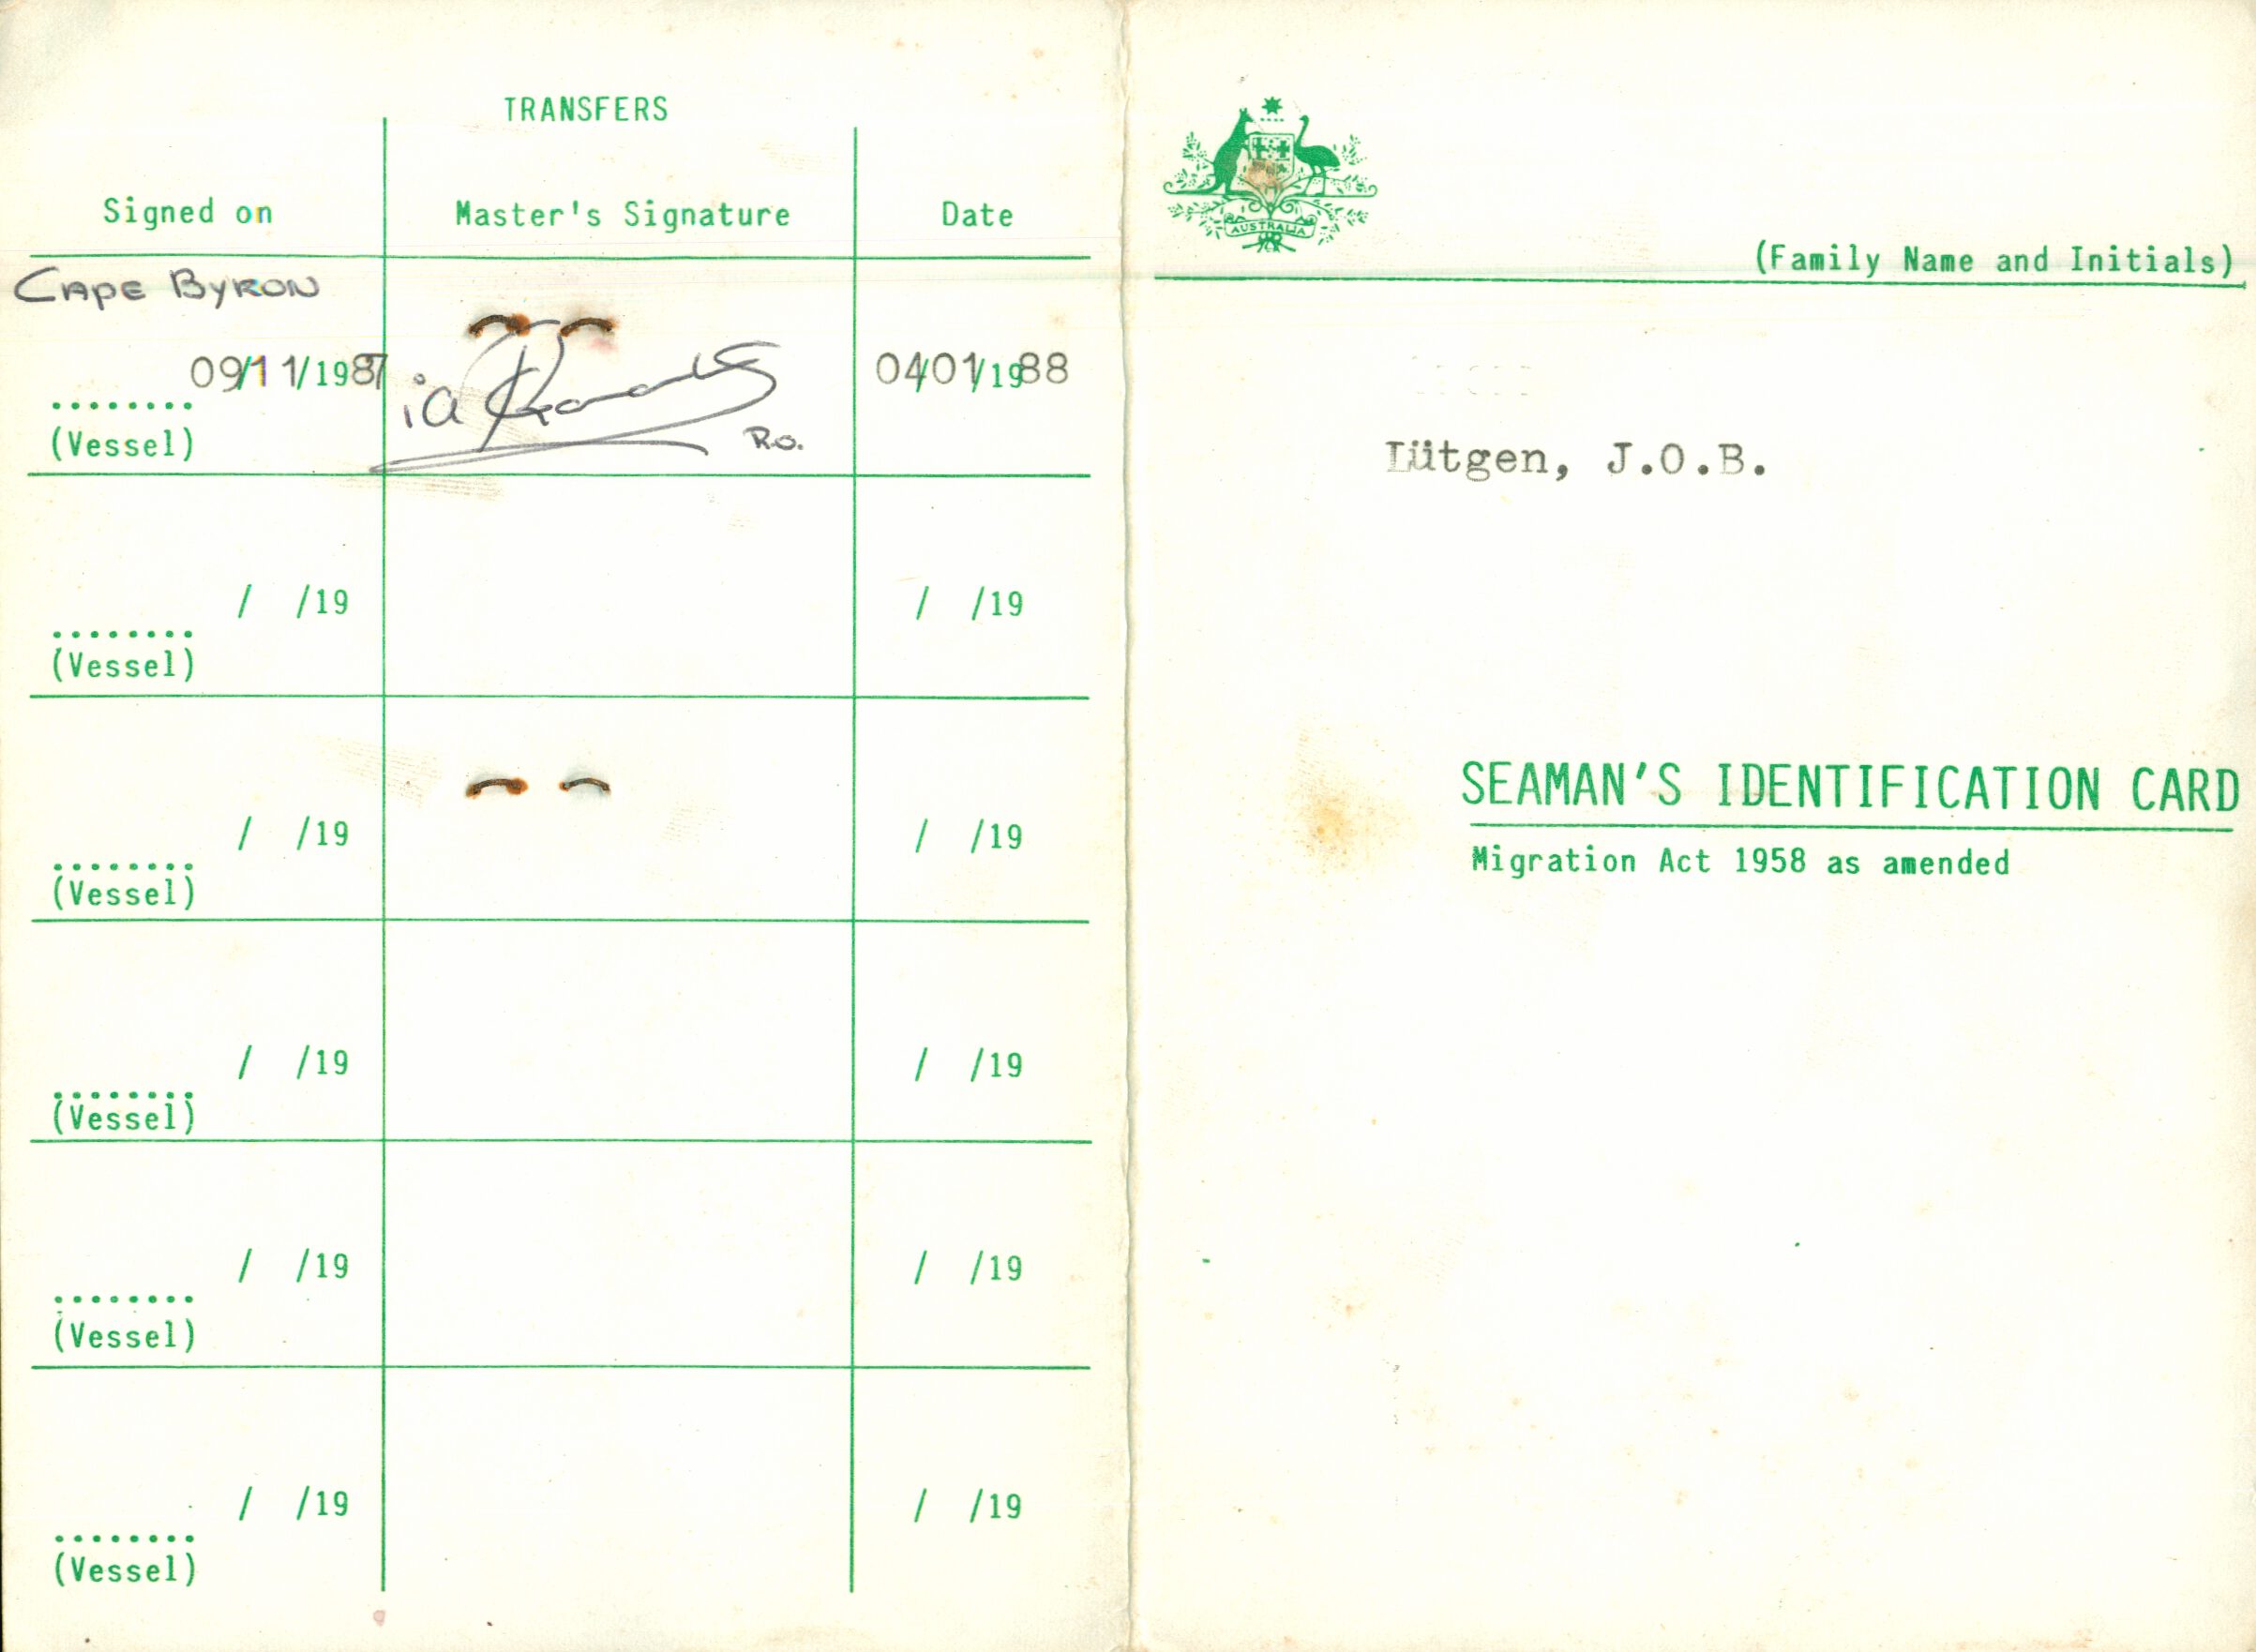 TRANSFERS
Signed on Master's Signature Date
CAPE BYRON
09/11/1987 04/01/1988
ia
R.o.
........
(Vessel)
/ /19 / /19
........
(Vessel)
/ /19 / /19
........
(Vessel)
/ /19 / /19
........
(Vessel)
/ /19 / /19
........
(Vessel)
/ /19 / /19
........
(Vessel)
AUSTRALIA
(Family Name and Initials)
Lütgen, J.O.B.
SEAMAN'S IDENTIFICATION CARD
Migration Act 1958 as amended